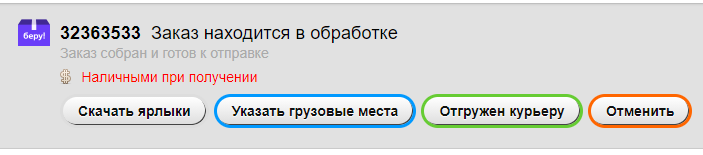 беру!
32363533 Заказ находится в обработке
Заказ собран и готов к отправке
Наличными при получении
Скачать ярлыки Указать грузовые места Отгружен курьеру Отменить